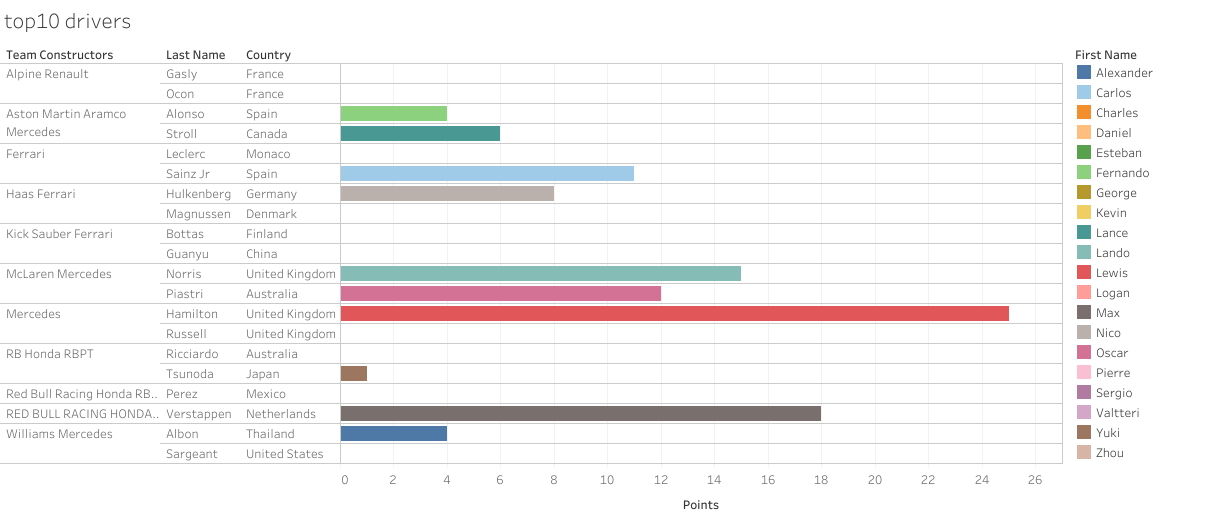 top10 drivers
Team Constructors Last Name Country First Name
Alpine Renault Gasly France Alexander
Ocon France Carlos
Aston Martin Aramco Alonso Spain Charles
Mercedes Stroll Canada Daniel
Ferrari Leclerc Monaco Esteban
Sainz Jr Spain Fernando
Haas Ferrari Hulkenberg Germany George
Magnussen Denmark Kevin
Kick Sauber Ferrari Bottas Finland Lance
Guanyu China Lando
McLaren Mercedes Norris United Kingdom Lewis
Piastri Australia Logan
Mercedes Hamilton United Kingdom Max
Russell United Kingdom Nico
RB Honda RBPT Ricciardo Australia Oscar
Tsunoda Japan Pierre
Red Bull Racing Honda RB.. Perez Mexico Sergio
RED BULL RACING HONDA.. Verstappen Netherlands Valtteri
Williams Mercedes Albon Thailand Yuki
Sargeant United States Zhou
0 2 4 6 8 10 12 14 16 18 20 22 24 26
Points